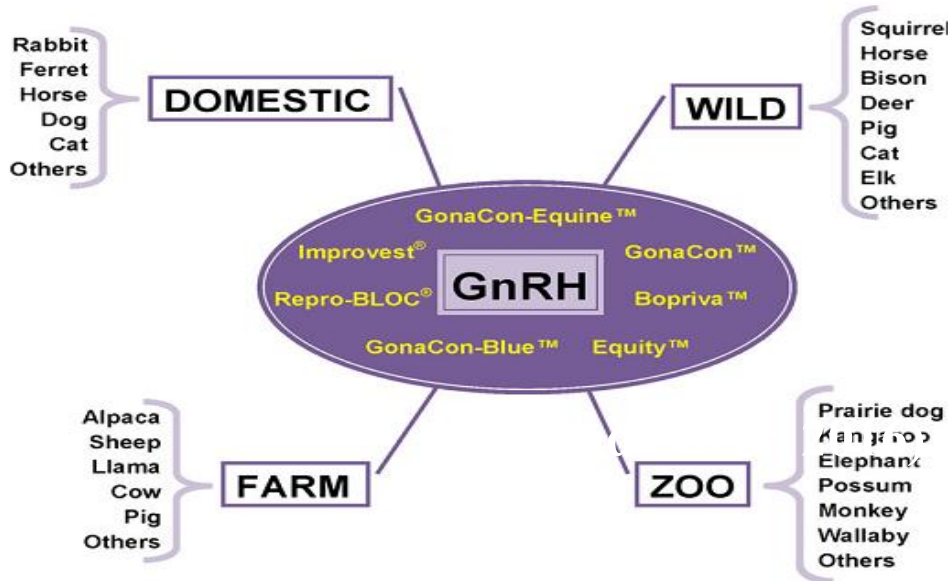 Rabbit
Ferret
Horse
Dog
Cat
Others
DOMESTIC
WILD
Squirrel
Horse
Bison
Deer
Pig
Cat
Elk
Others
GonaCon-Equine™
Improvest®
GonaCon™
GnRH
Repro-BLOC®
Bopriva™
GonaCon-Blue™
Equity™
Alpaca
Sheep
Llama
Cow
Pig
Others
FARM
ZOO
Prairie dog
Kangaroo
Elephant
Possum
Monkey
Wallaby
Others